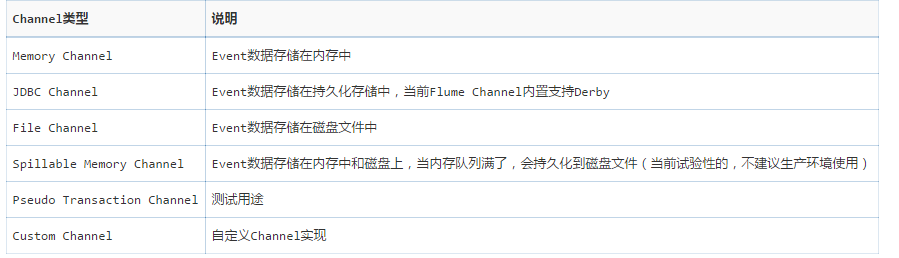 Channel类型 说明
Memory Channel Event数据存储在内存中
JDBC Channel Event数据存储在持久化存储中，当前Flume Channel内置支持Derby
File Channel Event数据存储在磁盘文件中
Spillable Memory Channel Event数据存储在内存中和磁盘上，当内存队列满了，会持久化到磁盘文件（当前试验性的，不建议生产环境使用）
Pseudo Transaction Channel 测试用途
Custom Channel 自定义Channel实现